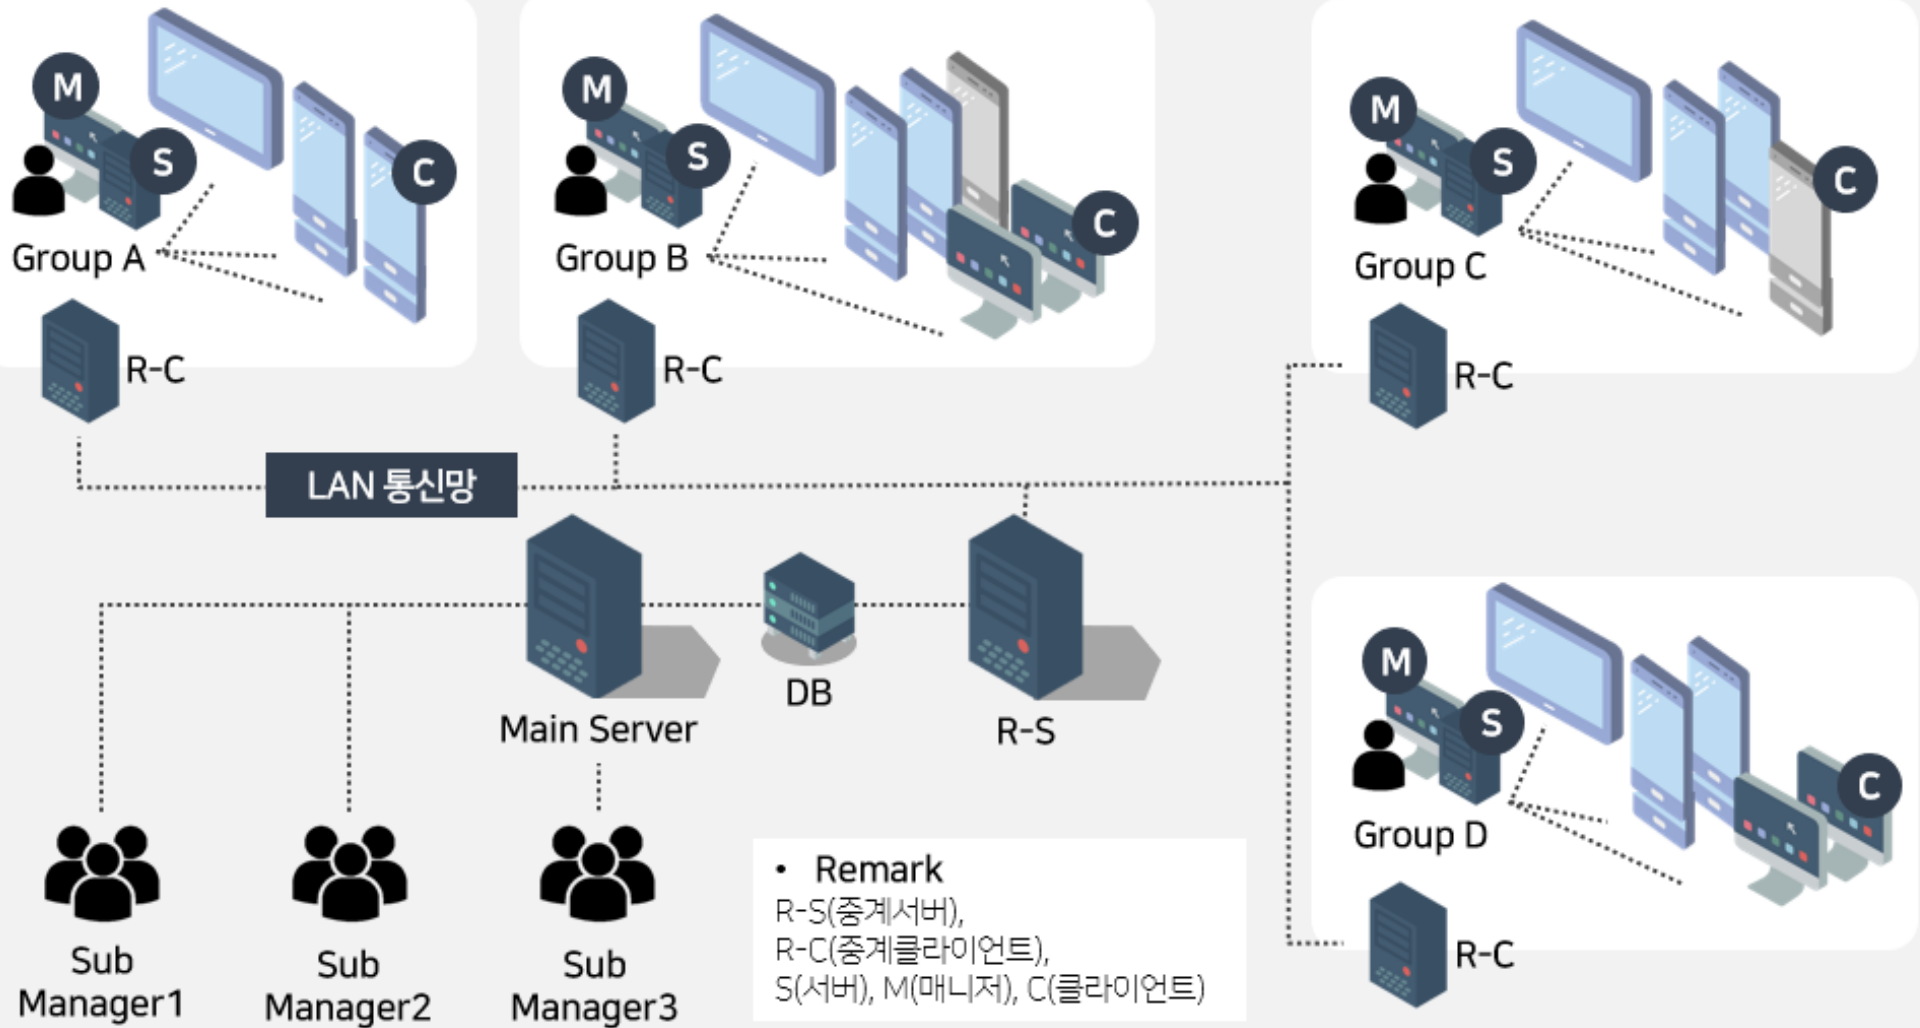 M
S
C
Group A
R-C
M
S
C
Group B
R-C
M
S
C
Group C
R-C
LAN 통신망
Main Server
DB
R-S
M
S
C
Group D
R-C
Sub
Manager1
Sub
Manager2
Sub
Manager3
• Remark
R-S(중계서버),
R-C(중계클라이언트),
S(서버), M(매니저), C(클라이언트)